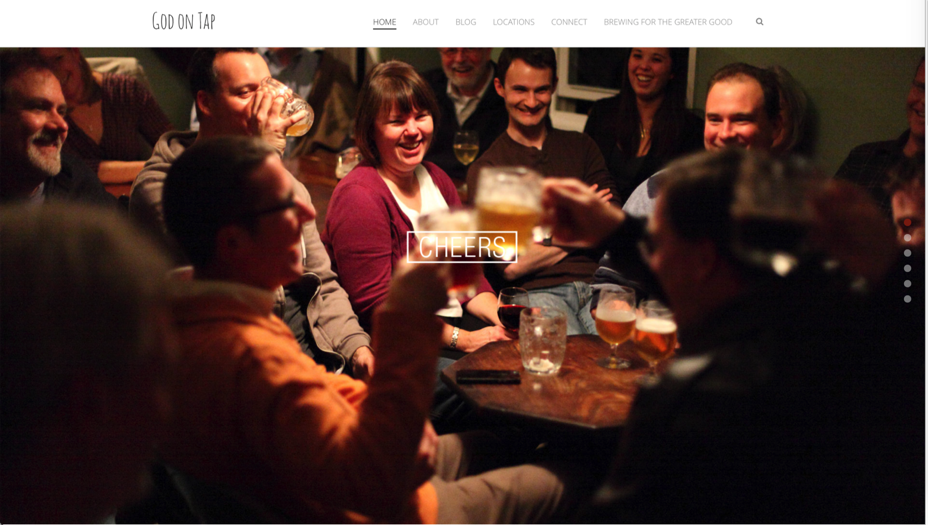 GOD ON TAP
HOME ABOUT BLOG LOCATIONS CONNECT BREWING FOR THE GREATER GOOD
CHEERS